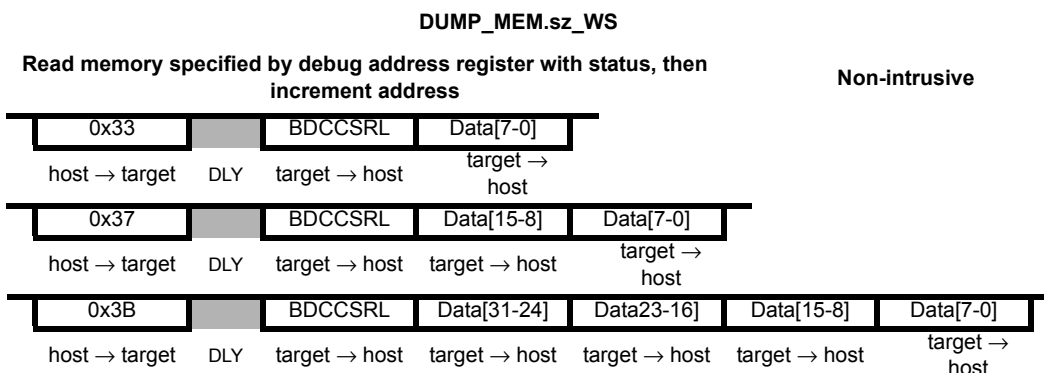 DUMP_MEM.sz_WS
Read memory specified by debug address register with status, then
increment address
Non-intrusive
0x33 BDCCSRL Data[7-0]
host → target DLY target → host target →
host
0x37 BDCCSRL Data[15-8] Data[7-0]
host → target DLY target → host target → host target →
host
0x3B BDCCSRL Data[31-24] Data23-16] Data[15-8] Data[7-0]
host → target DLY target → host target → host target → host target → host target →
host